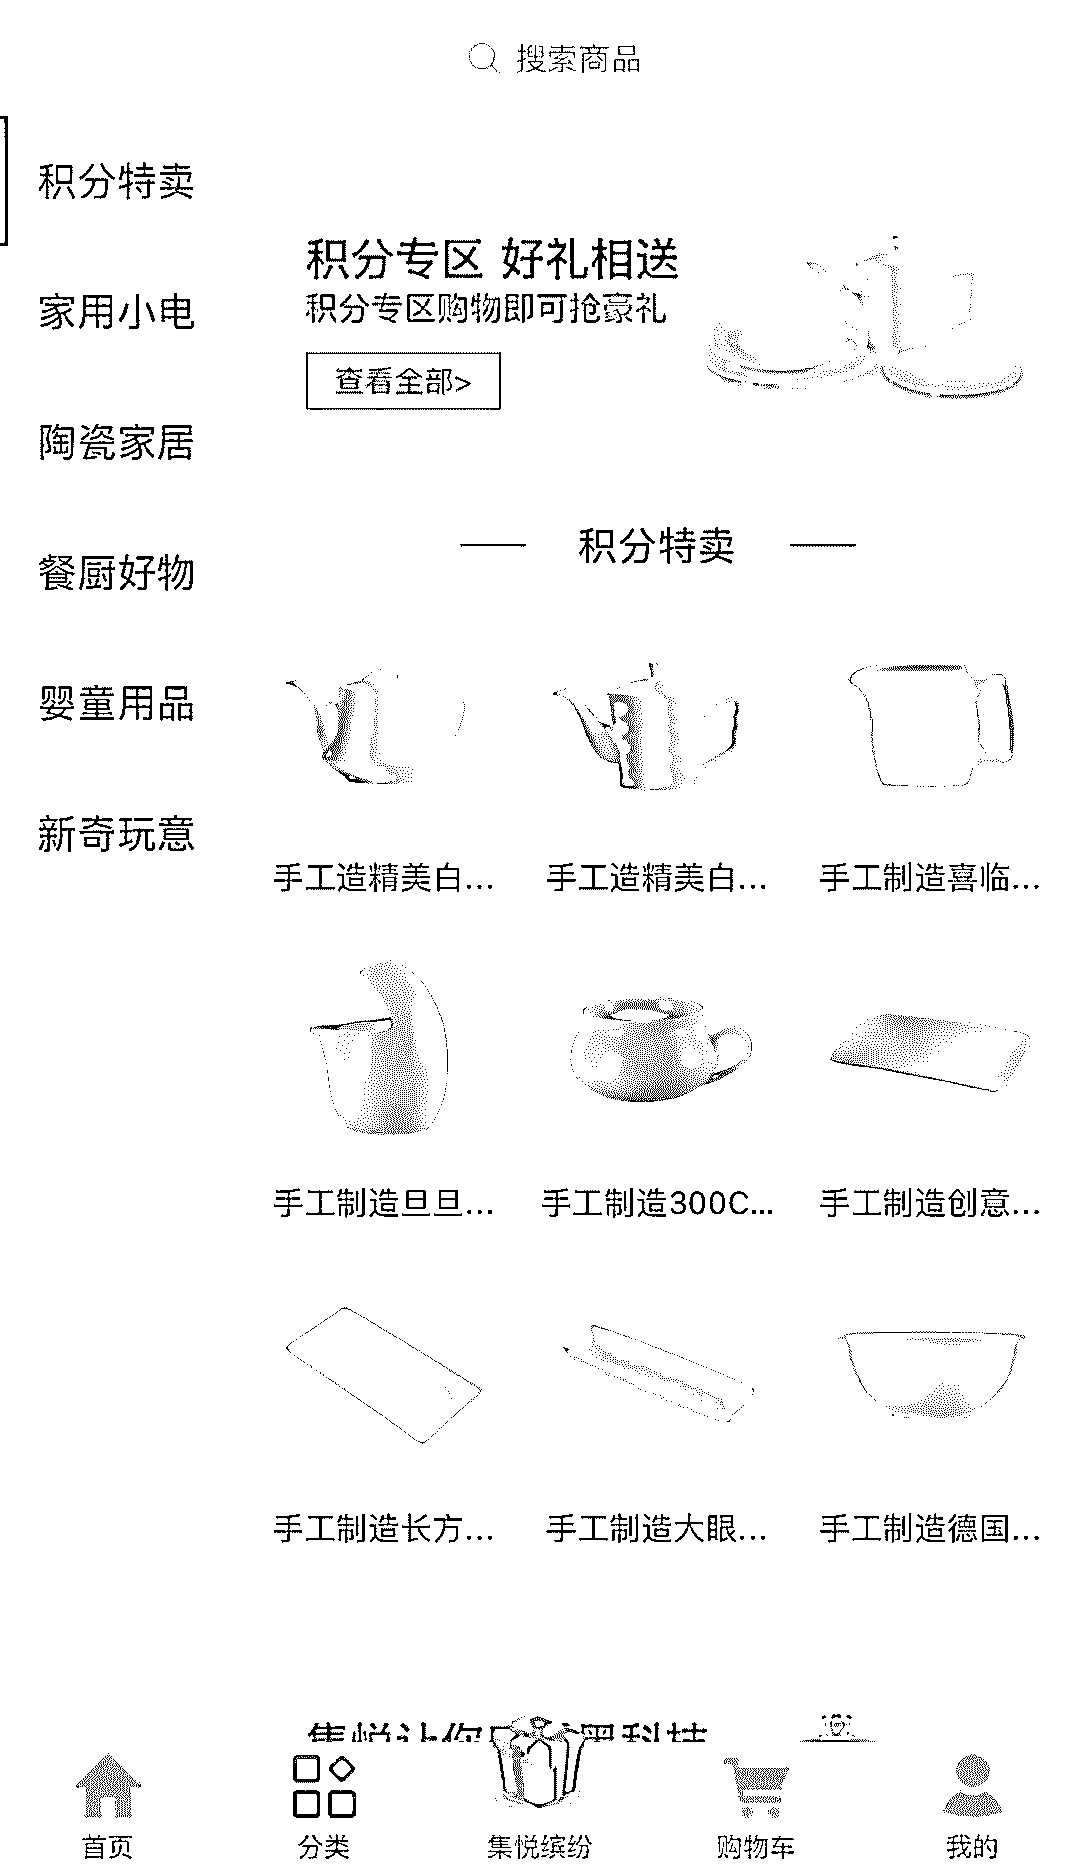 搜索商品
积分特卖
家用小电
陶瓷家居
餐厨好物
婴童用品
新奇玩意
积分专区 好礼相送
积分专区购物即可抢豪礼
查看全部>
积分特卖
手工造精美白...
手工造精美白...
手工制造喜临...
手工制造旦旦...
手工制造300C...
手工制造创意...
手工制造长方...
手工制造大眼...
手工制造德国...
首页
分类
集悦缤纷
购物车
我的